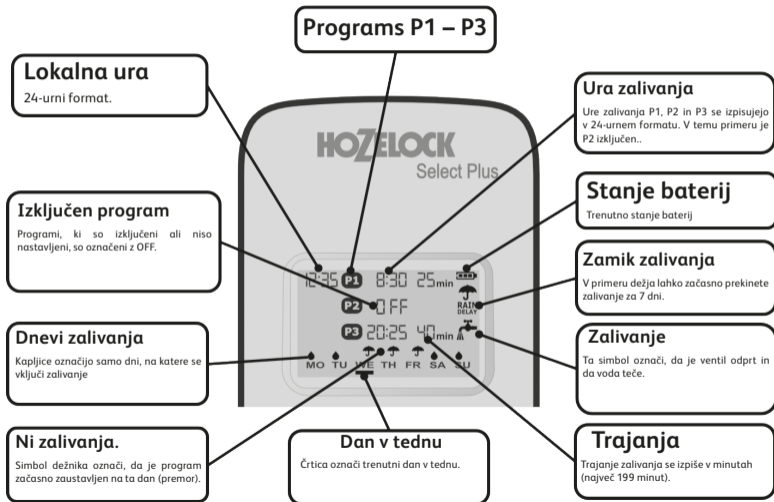 Programs P1 – P3
Lokalna ura
24-urni format.
Ura zalivanja
Ure zalivanja P1, P2 in P3 se izpisujejo
v 24-urnem formatu. V temu primeru je
P2 izključen..
HOZELOCK
Select Plus
Stanje baterij
Trenutno stanje baterij
Izključen program
Programi, ki so izključeni ali niso
nastavljeni, so označeni z OFF.
Zamik zalivanja
V primeru dežja lahko začasno prekinete
zalivanje za 7 dni.
12:35 P1 8:30 25 min
P2 OFF
RAIN
DELAY
P3 20:25 40 min
MO TU WE TH FR SA SU
Dnevi zalivanja
Kapljice označijo samo dni, na katere se
vključi zalivanje
Zalivanje
Ta simbol označi, da je ventil odprt in
da voda teče.
Ni zalivanja.
Simbol dežnika označi, da je program
začasno zaustavljen na ta dan (premor).
Dan v tednu
Črtica označi trenutni dan v tednu.
Trajanja
Trajanje zalivanja se izpiše v minutah
(največ 199 minut).